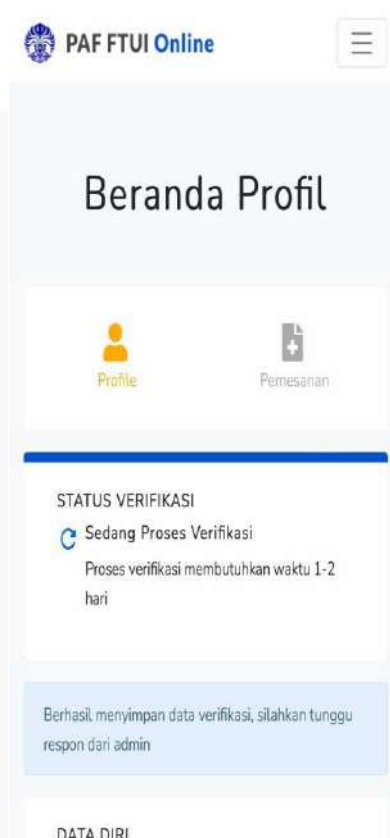 PAF FTUI Online
Beranda Profil
Profile
Pemesanan
STATUS VERIFIKASI
Sedang Proses Verifikasi
Proses verifikasi membutuhkan waktu 1-2
hari
Berhasil menyimpan data verifikasi, silahkan tunggu
respon dari admin
DATA DIRI